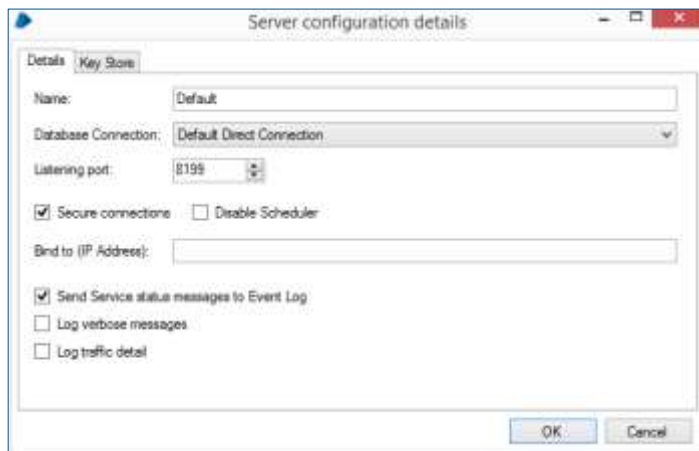 Server configuration details
Details Key Store
Name: Default
Database Connection: Default Direct Connection
Listening port: 8199
Secure connections Disable Scheduler
Bind to (IP Address):
Send Service status messages to Event Log
Log verbose messages
Log traffic detail
OK Cancel